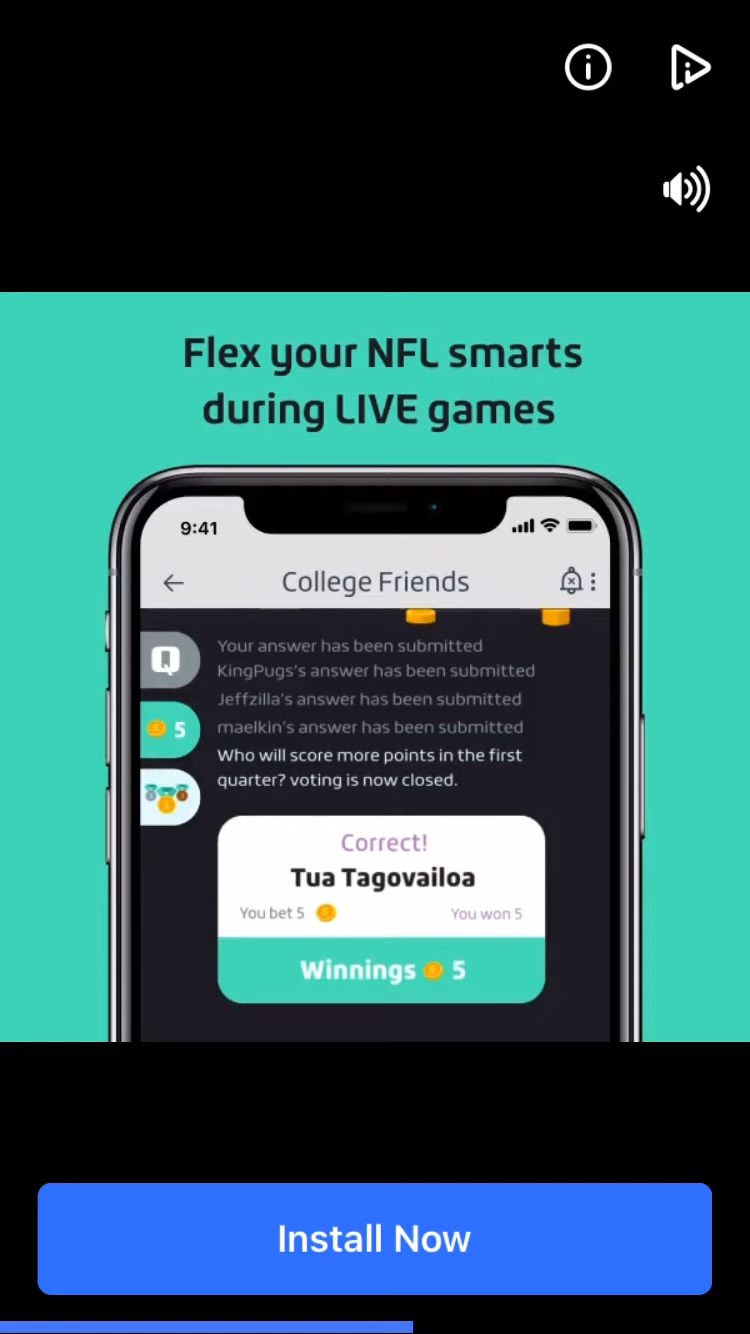 Flex your NFL smarts
during LIVE games
9:41
College Friends
Your answer has been submitted
KingPugs's answer has been submitted
Jeffzilla's answer has been submitted
5
maelkin's answer has been submitted
Who will score more points in the first
quarter? voting is now closed.
Correct!
Tua Tagovailoa
You bet 5
You won 5
Winnings 5
Install Now